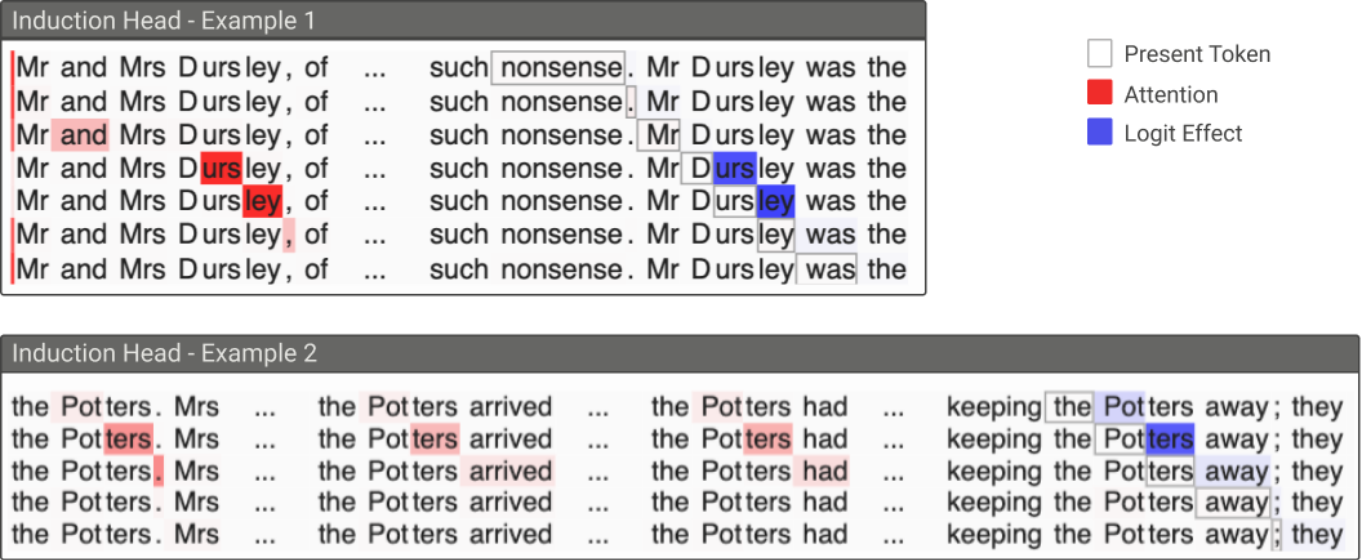 Induction Head - Example 1
Mr and Mrs Dursley, of ... such nonsense. Mr Dursley was the
Mr and Mrs Dursley, of ... such nonsense. Mr Dursley was the
Mr and Mrs Dursley, of ... such nonsense. Mr Dursley was the
Mr and Mrs Dursley, of ... such nonsense. Mr Dursley was the
Mr and Mrs Dursley, of ... such nonsense. Mr Dursley was the
Mr and Mrs Dursley, of ... such nonsense. Mr Dursley was the
Mr and Mrs Dursley, of ... such nonsense. Mr Dursley was the
Present Token
Attention
Logit Effect
Induction Head - Example 2
the Potters. Mrs ... the Potters arrived ... the Potters had ... keeping the Potters away; they
the Potters. Mrs ... the Potters arrived ... the Potters had ... keeping the Potters away; they
the Potters. Mrs ... the Potters arrived ... the Potters had ... keeping the Potters away; they
the Potters. Mrs ... the Potters arrived ... the Potters had ... keeping the Potters away; they
the Potters. Mrs ... the Potters arrived ... the Potters had ... keeping the Potters away; they